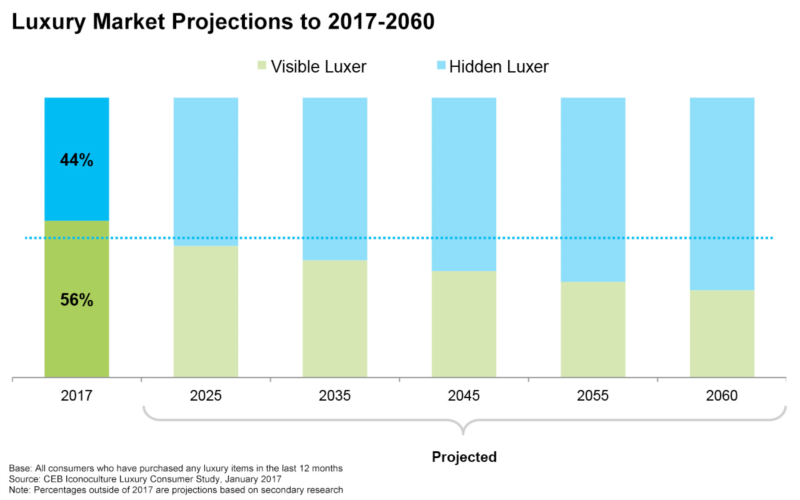 Luxury Market Projections to 2017-2060
Visible Luxer
Hidden Luxer
44%
56%
2017
2025
2035
2045
2055
2060
Projected
Base: All consumers who have purchased any luxury items in the last 12 months
Source: CEB Iconoculture Luxury Consumer Study, January 2017
Note: Percentages outside of 2017 are projections based on secondary research